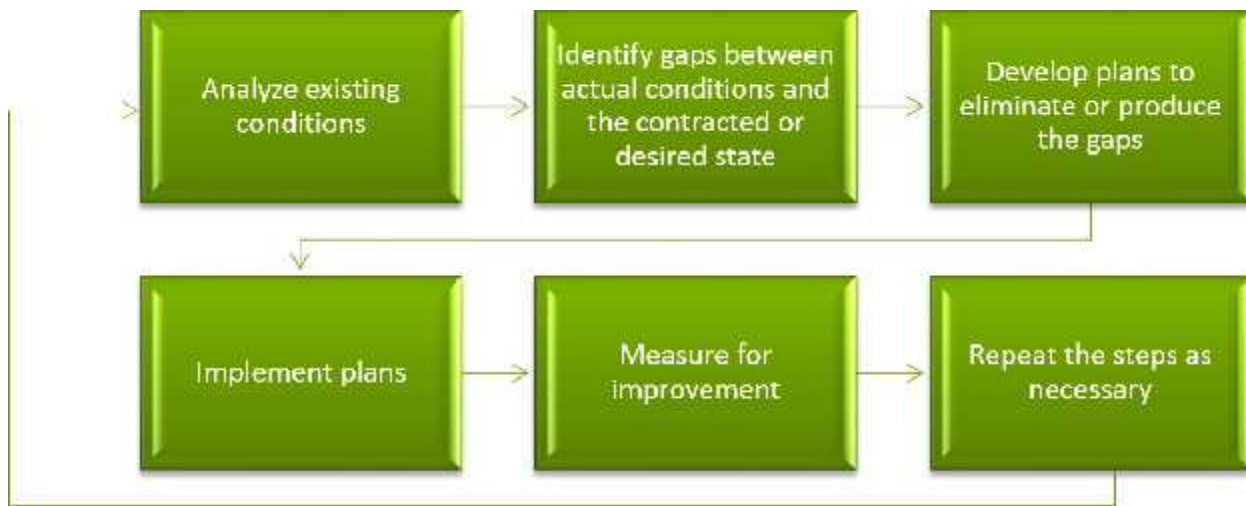 Analyze existing
conditions
Identify gaps between
actual conditions and
the contracted or
desired state
Develop plans to
eliminate or produce
the gaps
Implement plans
Measure for
improvement
Repeat the steps as
necessary